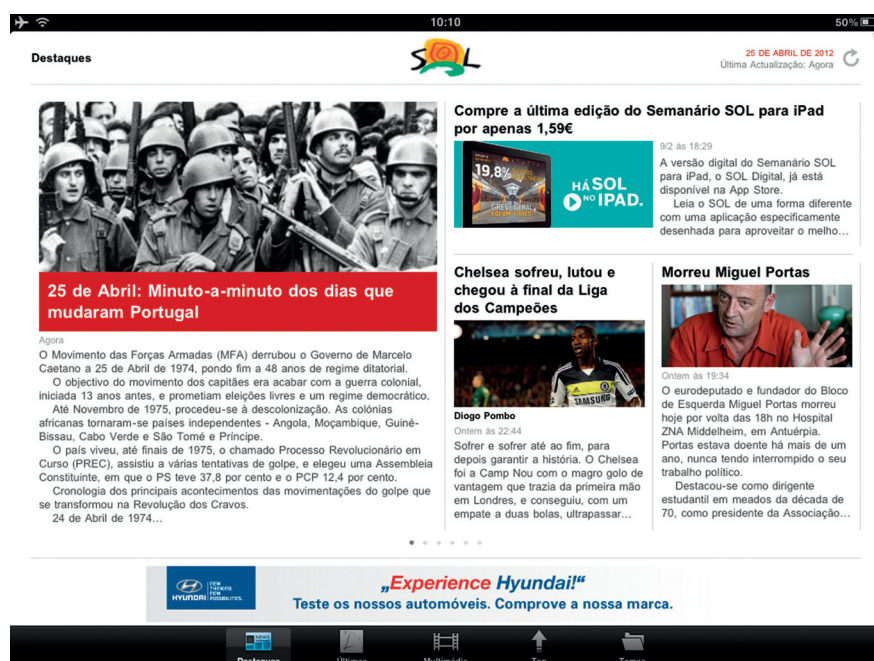 10:10
50%
Destaques
SOL
25 DE ABRIL DE 2012
Última Actualização: Agora
25 de Abril: Minuto-a-minuto dos dias que
mudaram Portugal
Agora
O Movimento das Forças Armadas (MFA) derrubou o Governo de Marcelo
Caetano a 25 de Abril de 1974, pondo fim a 48 anos de regime ditatorial.
O objectivo do movimento dos capitães era acabar com a guerra colonial,
iniciada 13 anos antes, e prometiam eleições livres e um regime democrático.
Até Novembro de 1975, procedeu-se à descolonização. As colónias
africanas tornaram-se países independentes - Angola, Moçambique, Guiné-
Bissau, Cabo Verde e São Tomé e Príncipe.
O país viveu, até finais de 1975, o chamado Processo Revolucionário em
Curso (PREC), assistiu a várias tentativas de golpe, e elegeu uma Assembleia
Constituinte, em que o PS teve 37,8 por cento e o PCP 12,4 por cento.
Cronologia dos principais acontecimentos das movimentações do golpe que
se transformou na Revolução dos Cravos.
24 de Abril de 1974...
Compre a última edição do Semanário SOL para iPad
por apenas 1,59€
19,8%
GREVE GERAL
HÁ SOL
NO IPAD.
9/2 às 18:29
A versão digital do Semanário SOL
para iPad, o SOL Digital, já está
disponível na App Store.
Leia o SOL de uma forma diferente
com uma aplicação especificamente
desenhada para aproveitar o melho...
Chelsea sofreu, lutou e
chegou à final da Liga
dos Campeões
SAMSUNG
Diogo Pombo
Ontem às 22:44
Sofrer e sofrer até ao fim, para
depois garantir a história. O Chelsea
foi a Camp Nou com o magro golo de
vantagem que trazia da primeira mão
em Londres, e conseguiu, com um
empate a duas bolas, ultrapassar...
Morreu Miguel Portas
Ontem às 19:34
O eurodeputado e fundador do Bloco
de Esquerda Miguel Portas morreu
hoje por volta das 18h no Hospital
ZNA Middelheim, em Antuérpia.
Portas estava doente há mais de um
ano, nunca tendo interrompido o seu
trabalho político.
Destacou-se como dirigente
estudantil em meados da década de
70, como presidente da Associação...
HYUNDAI
NEW
THINKING.
NEW
POSSIBILITIES.
„Experience Hyundai!“
Teste os nossos automóveis. Comprove a nossa marca.
NEWS
Destaques
Últimas
Multimédia
Top
Temas